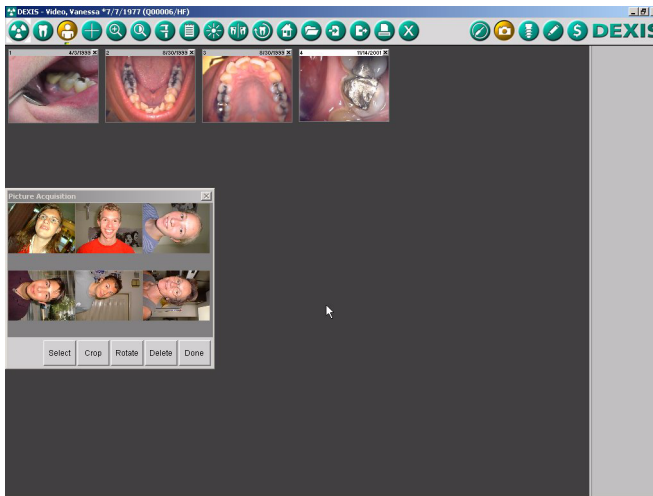 DEXIS - Video, Vanessa *7/7/1977 (Q00006/HF)
DEXIS
1 4/3/1999
2 8/30/1999
3 8/30/1999
4 11/14/2001
Picture Acquisition
Select Crop Rotate Delete Done